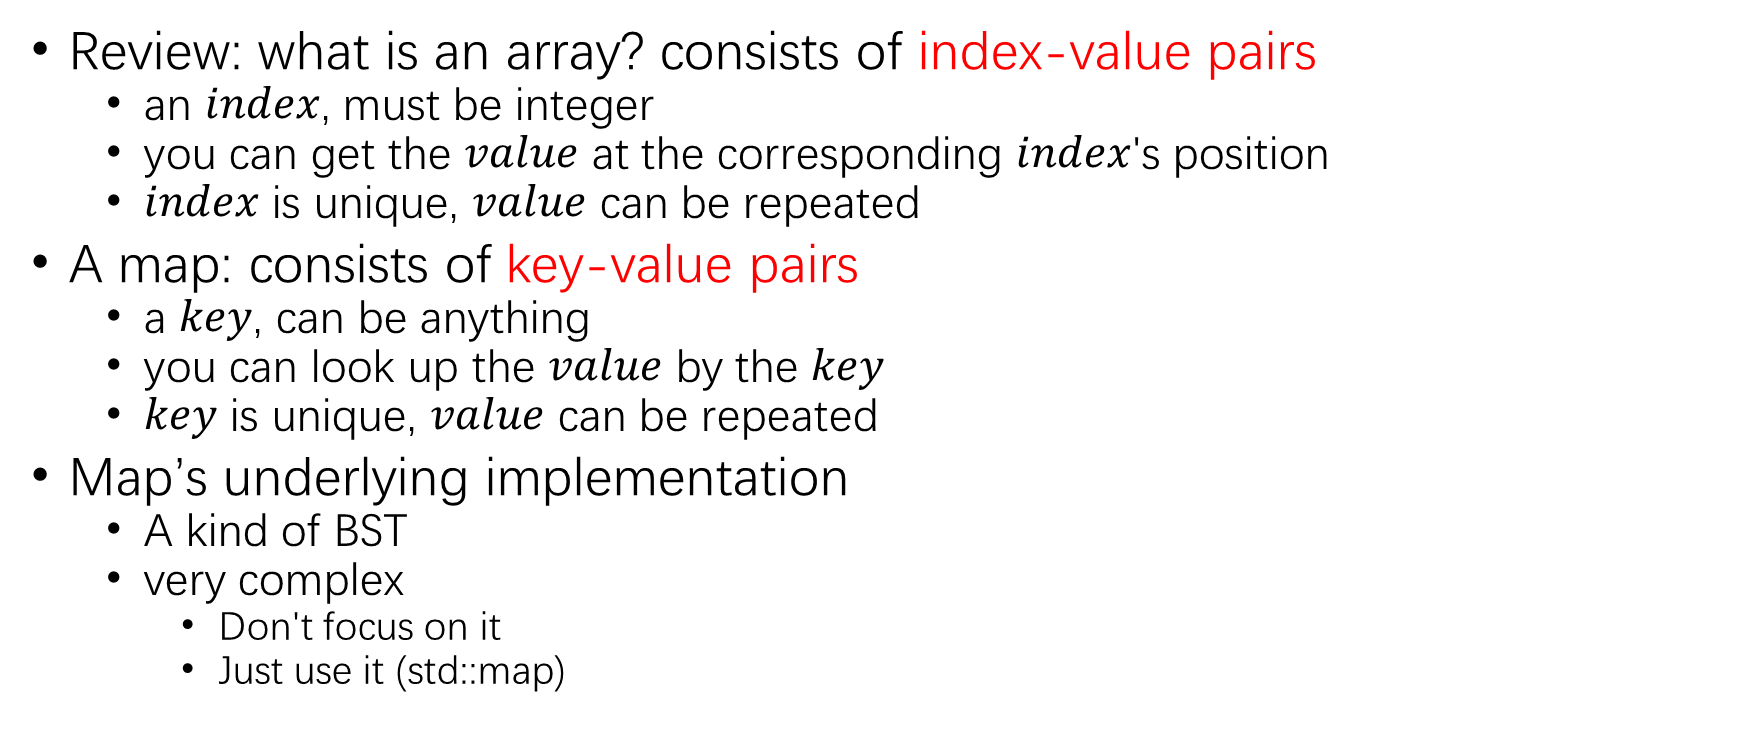 • Review: what is an array? consists of index-value pairs
• an index, must be integer
• you can get the value at the corresponding index's position
• index is unique, value can be repeated
• A map: consists of key-value pairs
• a key, can be anything
• you can look up the value by the key
• key is unique, value can be repeated
• Map’s underlying implementation
• A kind of BST
• very complex
• Don't focus on it
• Just use it (std::map)